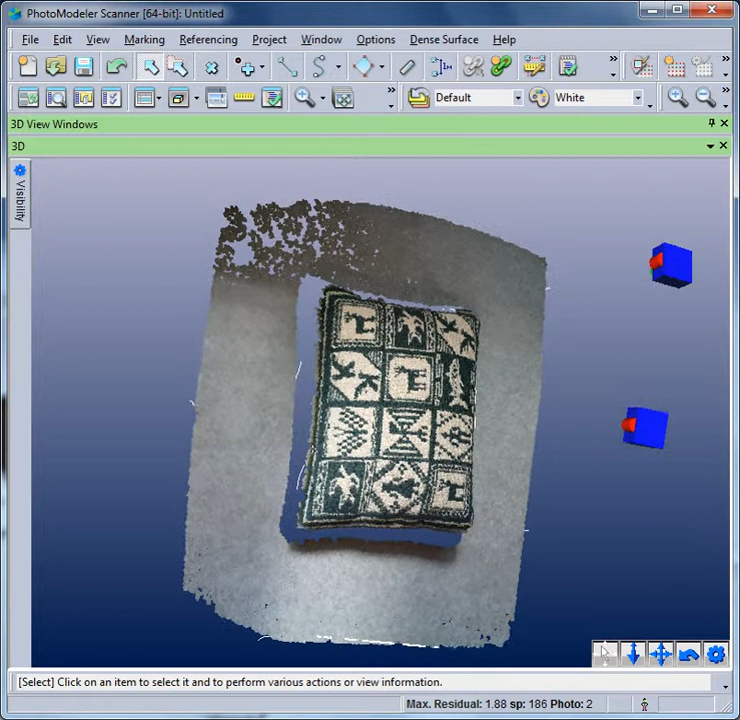 PhotoModeler Scanner [64-bit]: Untitled
File Edit View Marking Referencing Project Window Options Dense Surface Help
Default White
3D View Windows
3D
Visibility
[Select] Click on an item to select it and to perform various actions or view information.
Max. Residual: 1.88 sp: 186 Photo: 2